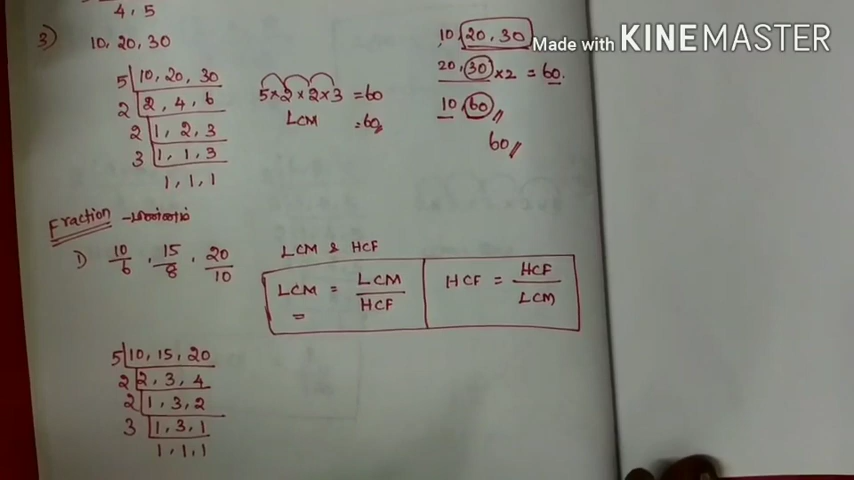 4, 5
3) 10, 20, 30
5 | 10, 20, 30
2 | 2, 4, 6
2 | 1, 2, 3
3 | 1, 1, 3
1, 1, 1
5×2×2×3 = 60
LCM = 60
10, 20, 30
20, 30 ×2 = 60.
10, 60
60
Made with KINEMASTER
Fraction - பின்னம்
1) 10/6, 15/8, 20/10
LCM & HCF
LCM = LCM/HCF
=
HCF = HCF/LCM
5 | 10, 15, 20
2 | 2, 3, 4
2 | 1, 3, 2
3 | 1, 3, 1
1, 1, 1